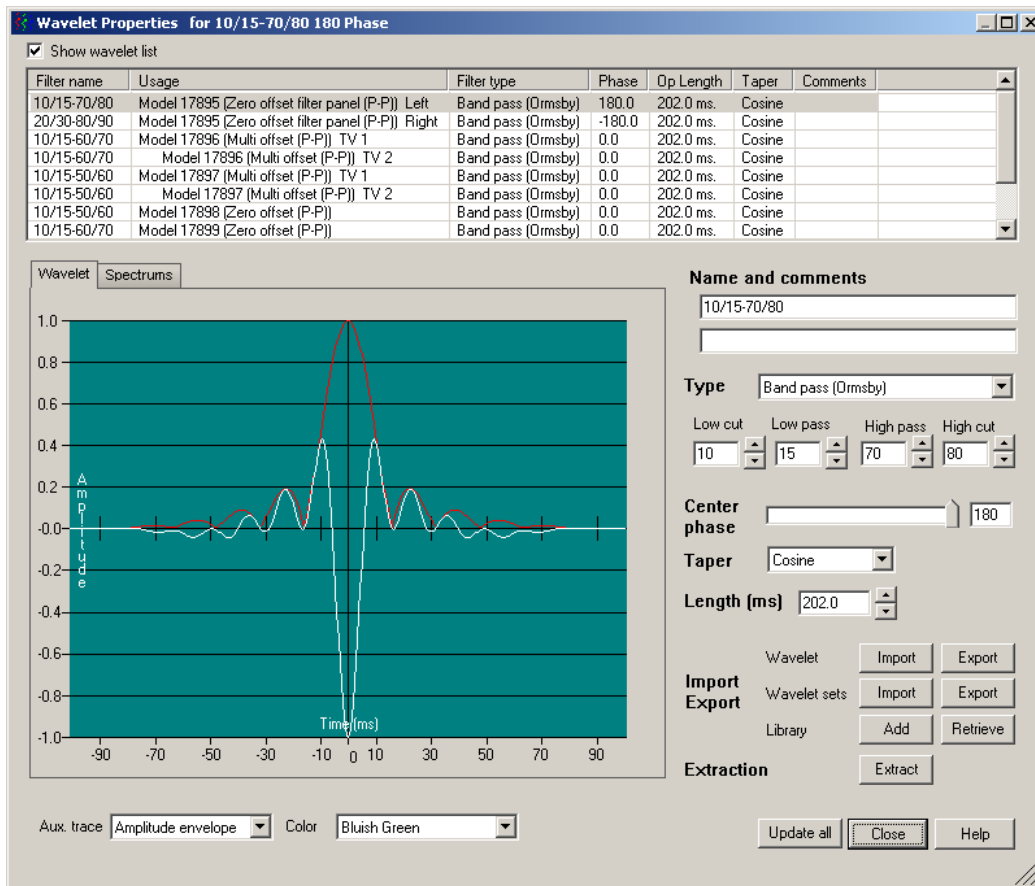 Wavelet Properties for 10/15-70/80 180 Phase
Show wavelet list
Filter name Usage Filter type Phase Op Length Taper Comments
10/15-70/80 Model 17895 (Zero offset filter panel (P-P)) Left Band pass (Ormsby) 180.0 202.0 ms. Cosine
20/30-80/90 Model 17895 (Zero offset filter panel (P-P)) Right Band pass (Ormsby) -180.0 202.0 ms. Cosine
10/15-60/70 Model 17896 (Multi offset (P-P)) TV 1 Band pass (Ormsby) 0.0 202.0 ms. Cosine
10/15-60/70 Model 17896 (Multi offset (P-P)) TV 2 Band pass (Ormsby) 0.0 202.0 ms. Cosine
10/15-50/60 Model 17897 (Multi offset (P-P)) TV 1 Band pass (Ormsby) 0.0 202.0 ms. Cosine
10/15-50/60 Model 17897 (Multi offset (P-P)) TV 2 Band pass (Ormsby) 0.0 202.0 ms. Cosine
10/15-50/60 Model 17898 (Zero offset (P-P)) Band pass (Ormsby) 0.0 202.0 ms. Cosine
10/15-60/70 Model 17899 (Zero offset (P-P)) Band pass (Ormsby) 0.0 202.0 ms. Cosine
Wavelet Spectrums
1.0
0.8
0.6
0.4
0.2
-0.0
-0.2
-0.4
-0.6
-0.8
-1.0
Amplitude
Time (ms)
-90 -70 -50 -30 -10 0 10 30 50 70 90
Name and comments
10/15-70/80
Type Band pass (Ormsby)
Low cut Low pass High pass High cut
10 15 70 80
Center phase 180
Taper Cosine
Length (ms) 202.0
Import Export
Wavelet Import Export
Wavelet sets Import Export
Library Add Retrieve
Extraction Extract
Aux. trace Amplitude envelope Color Bluish Green
Update all Close Help